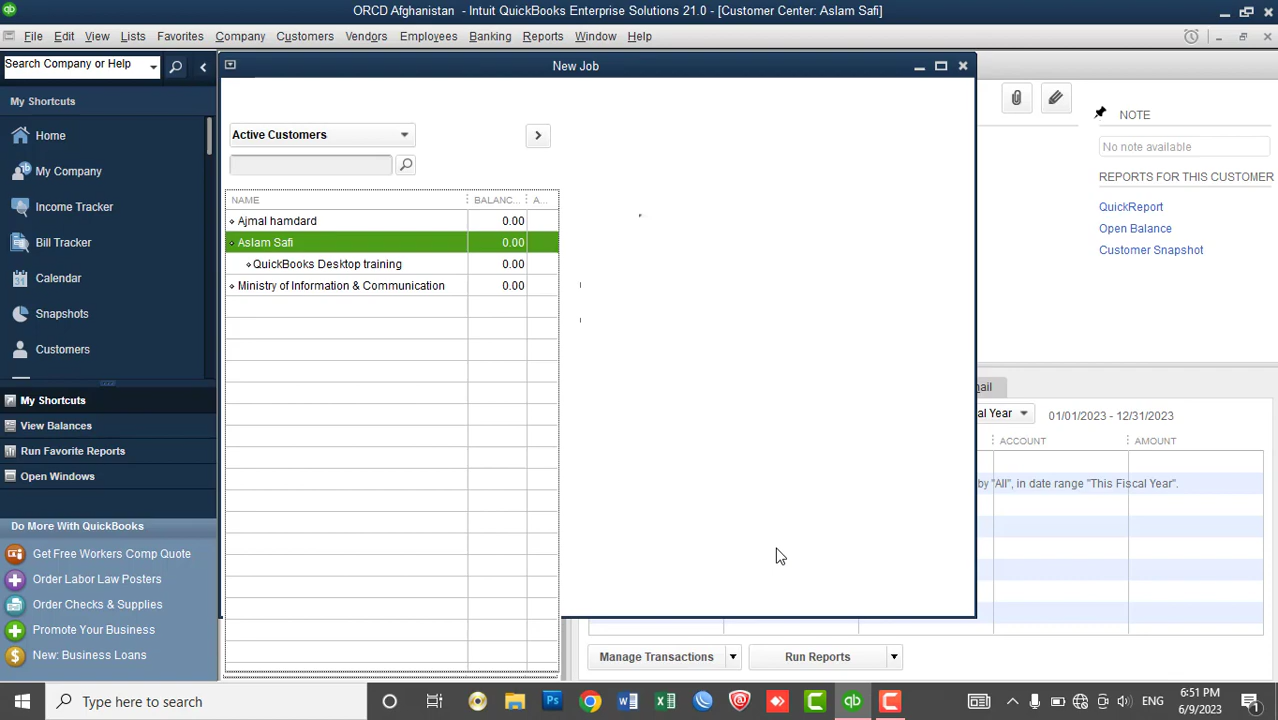 ORCD Afghanistan - Intuit QuickBooks Enterprise Solutions 21.0 - [Customer Center: Aslam Safi]
File Edit View Lists Favorites Company Customers Vendors Employees Banking Reports Window Help
Search Company or Help
My Shortcuts
Home
My Company
Income Tracker
Bill Tracker
Calendar
Snapshots
Customers
My Shortcuts
View Balances
Run Favorite Reports
Open Windows
Do More With QuickBooks
Get Free Workers Comp Quote
Order Labor Law Posters
Order Checks & Supplies
Promote Your Business
New: Business Loans
New Job
Active Customers
NAME BALANC... A...
Ajmal hamdard 0.00
Aslam Safi 0.00
QuickBooks Desktop training 0.00
Ministry of Information & Communication 0.00
NOTE
No note available
REPORTS FOR THIS CUSTOMER
QuickReport
Open Balance
Customer Snapshot
ail
al Year 01/01/2023 - 12/31/2023
ACCOUNT AMOUNT
by "All", in date range "This Fiscal Year".
Manage Transactions Run Reports
Type here to search
ENG
6:51 PM
6/9/2023
1